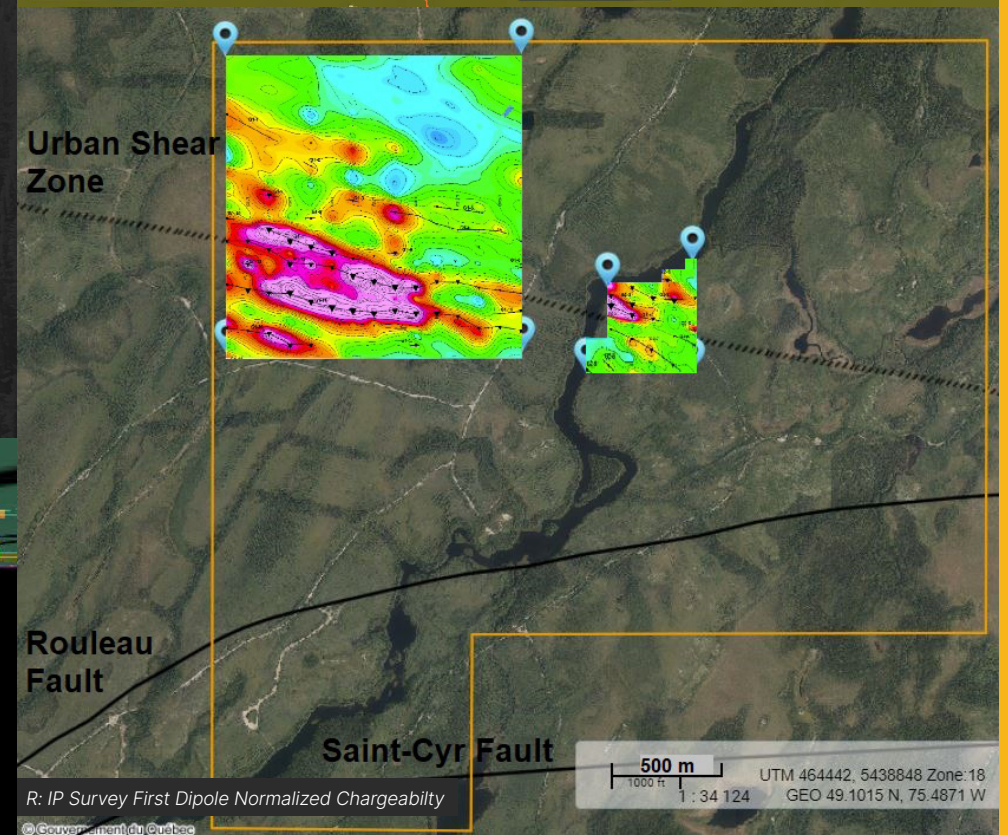 Urban Shear
Zone
Rouleau
Fault
Saint-Cyr Fault
500 m
1000 ft
1 : 34 124
UTM 464442, 5438848 Zone:18
GEO 49.1015 N, 75.4871 W
R: IP Survey First Dipole Normalized Chargeabilty
© Gouvernement du Québec